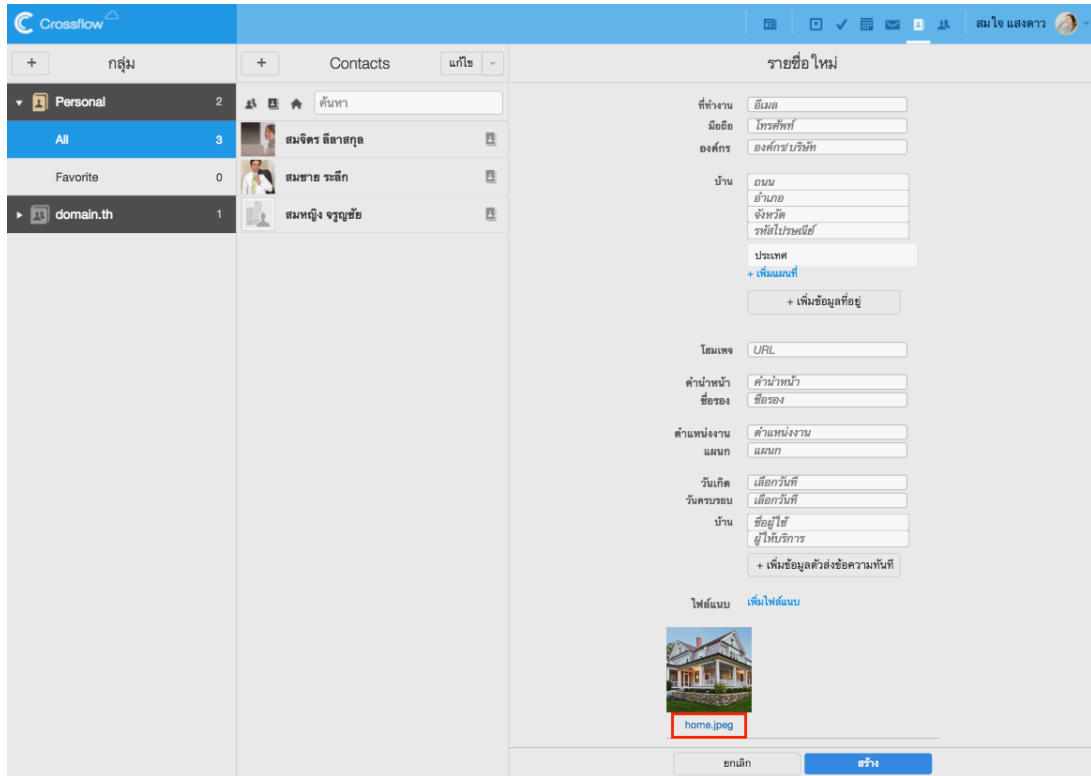 Crossflow
สมใจ แสงดาว
+ กลุ่ม
+ Contacts แก้ไข
รายชื่อใหม่
Personal 2
All 3
Favorite 0
domain.th 1
ค้นหา
สมจิตร ลีลาสกุล
สมชาย ระลึก
สมหญิง จรูญชัย
ที่ทำงาน อีเมล
มือถือ โทรศัพท์
องค์กร องค์กร/บริษัท
บ้าน ถนน
อำเภอ
จังหวัด
รหัสไปรษณีย์
ประเทศ
+ เพิ่มแผนที่
+ เพิ่มข้อมูลที่อยู่
โฮมเพจ URL
คำนำหน้า คำนำหน้า
ชื่อรอง ชื่อรอง
ตำแหน่งงาน ตำแหน่งงาน
แผนก แผนก
วันเกิด เลือกวันที่
วันครบรอบ เลือกวันที่
บ้าน ชื่อผู้ใช้
ผู้ให้บริการ
+ เพิ่มข้อมูลตัวส่งข้อความทันที
ไฟล์แนบ เพิ่มไฟล์แนบ
home.jpeg
ยกเลิก สร้าง